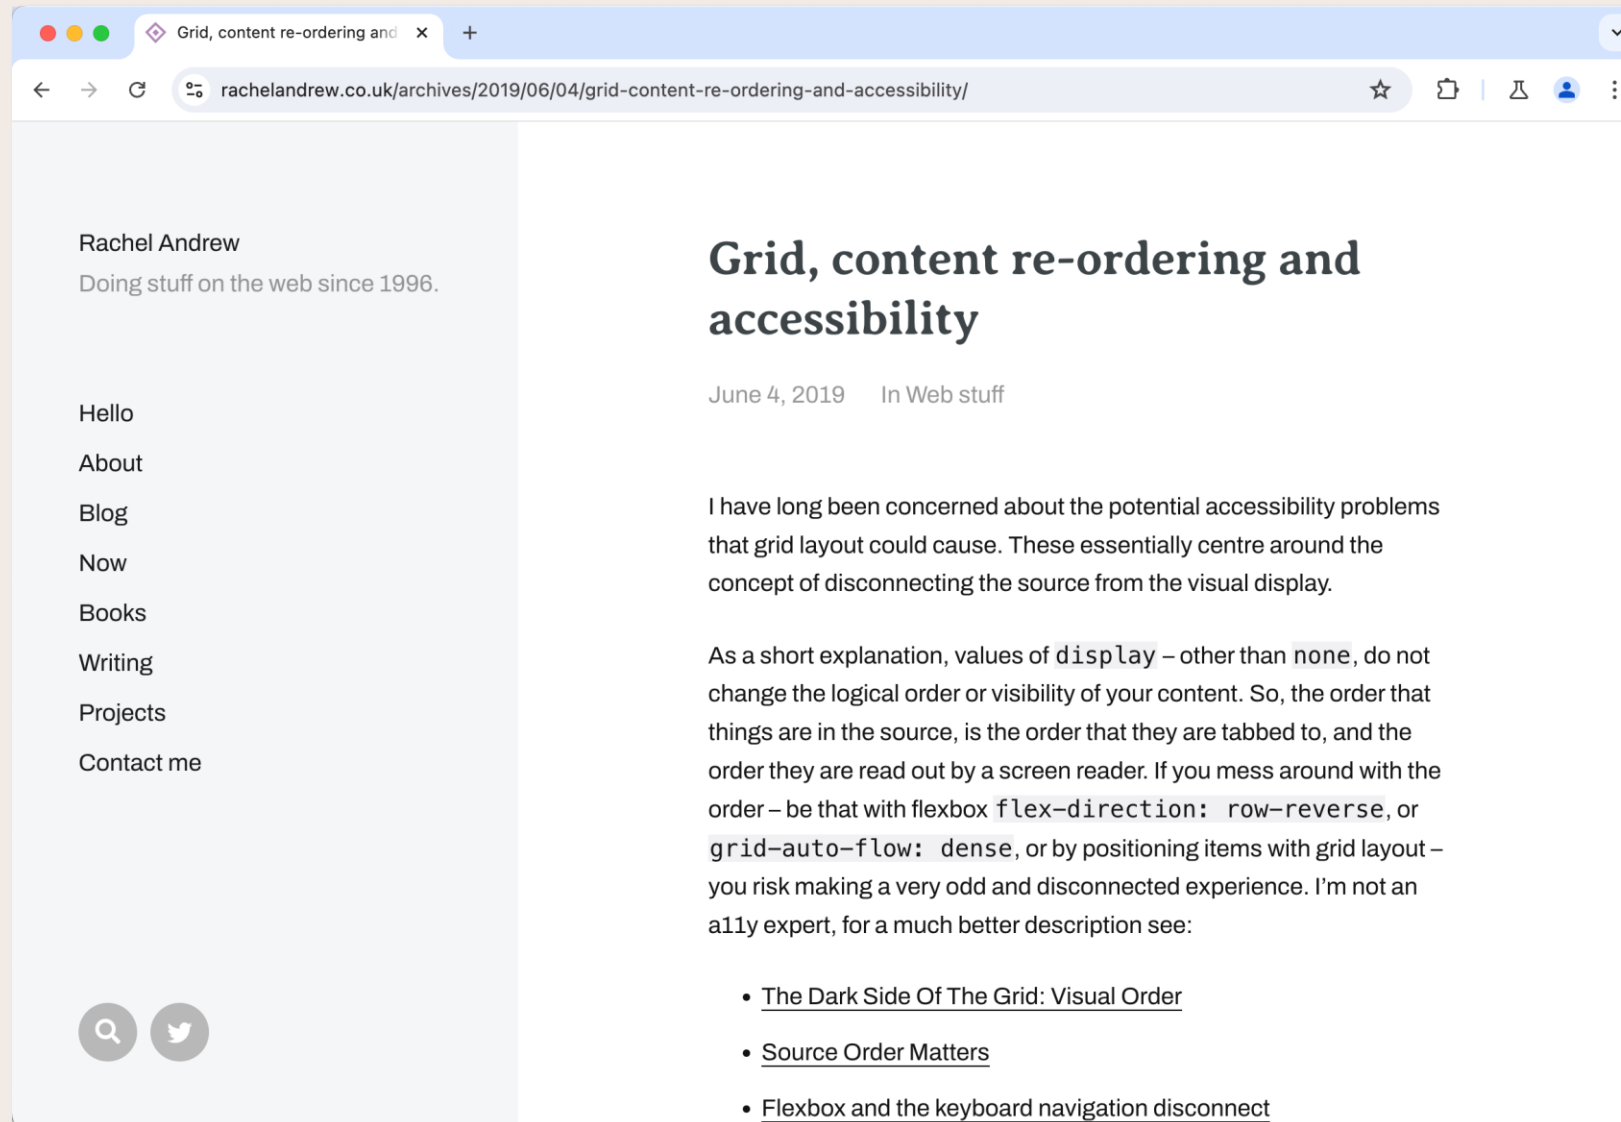 Grid, content re-ordering and
rachelandrew.co.uk/archives/2019/06/04/grid-content-re-ordering-and-accessibility/
Rachel Andrew
Doing stuff on the web since 1996.
Hello
About
Blog
Now
Books
Writing
Projects
Contact me
Grid, content re-ordering and
accessibility
June 4, 2019 In Web stuff
I have long been concerned about the potential accessibility problems
that grid layout could cause. These essentially centre around the
concept of disconnecting the source from the visual display.
As a short explanation, values of display – other than none, do not
change the logical order or visibility of your content. So, the order that
things are in the source, is the order that they are tabbed to, and the
order they are read out by a screen reader. If you mess around with the
order – be that with flexbox flex-direction: row-reverse, or
grid-auto-flow: dense, or by positioning items with grid layout –
you risk making a very odd and disconnected experience. I’m not an
a11y expert, for a much better description see:
• The Dark Side Of The Grid: Visual Order
• Source Order Matters
• Flexbox and the keyboard navigation disconnect